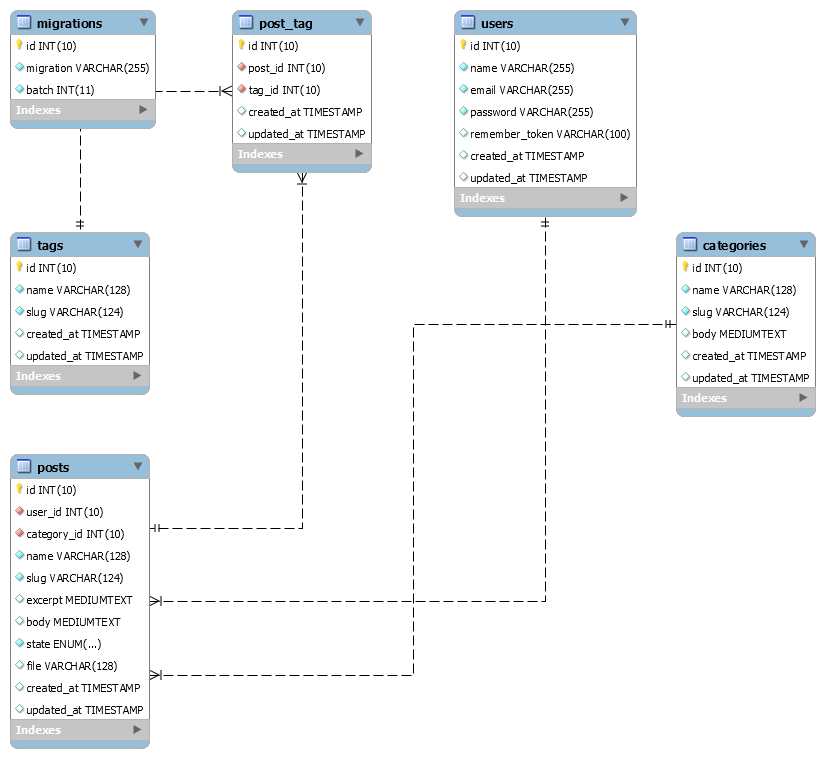 migrations
id INT(10)
migration VARCHAR(255)
batch INT(11)
Indexes
post_tag
id INT(10)
post_id INT(10)
tag_id INT(10)
created_at TIMESTAMP
updated_at TIMESTAMP
Indexes
users
id INT(10)
name VARCHAR(255)
email VARCHAR(255)
password VARCHAR(255)
remember_token VARCHAR(100)
created_at TIMESTAMP
updated_at TIMESTAMP
Indexes
tags
id INT(10)
name VARCHAR(128)
slug VARCHAR(124)
created_at TIMESTAMP
updated_at TIMESTAMP
Indexes
categories
id INT(10)
name VARCHAR(128)
slug VARCHAR(124)
body MEDIUMTEXT
created_at TIMESTAMP
updated_at TIMESTAMP
Indexes
posts
id INT(10)
user_id INT(10)
category_id INT(10)
name VARCHAR(128)
slug VARCHAR(124)
excerpt MEDIUMTEXT
body MEDIUMTEXT
state ENUM(...)
file VARCHAR(128)
created_at TIMESTAMP
updated_at TIMESTAMP
Indexes